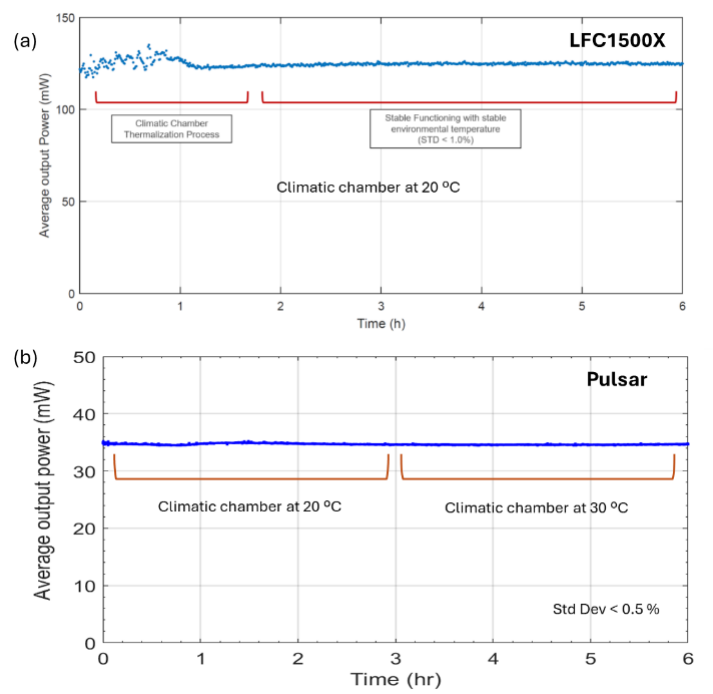 (a)
LFC1500X
150
100
50
0
Average output Power (mW)
Climatic Chamber
Thermalization Process
Stable Functioning with stable
environmental temperature
(STD < 1.0%)
Climatic chamber at 20 ºC
0 1 2 3 4 5 6
Time (h)
(b)
Pulsar
50
40
30
20
10
0
Average output power (mW)
Climatic chamber at 20 ºC
Climatic chamber at 30 ºC
Std Dev < 0.5 %
0 1 2 3 4 5 6
Time (hr)